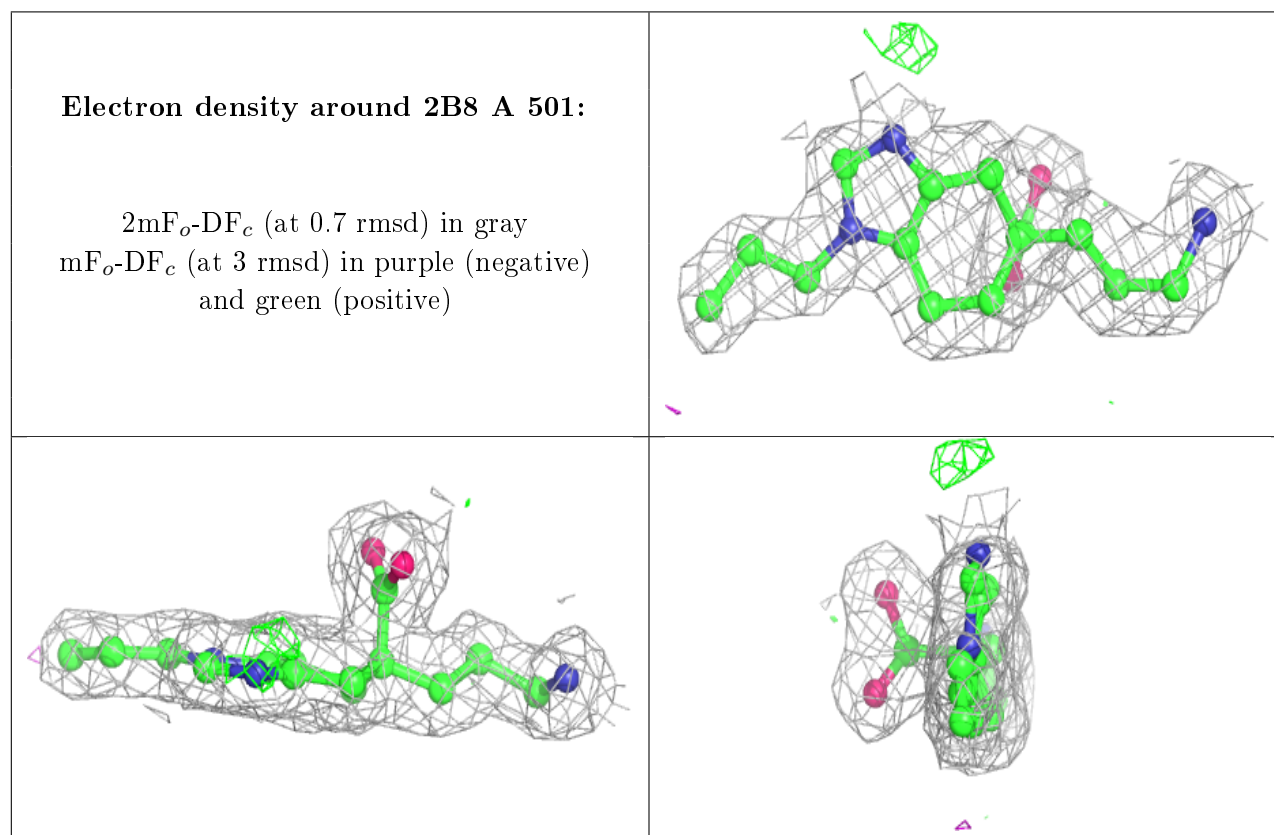 Electron density around 2B8 A 501:
2mFo-DFc (at 0.7 rmsd) in gray
mFo-DFc (at 3 rmsd) in purple (negative)
and green (positive)